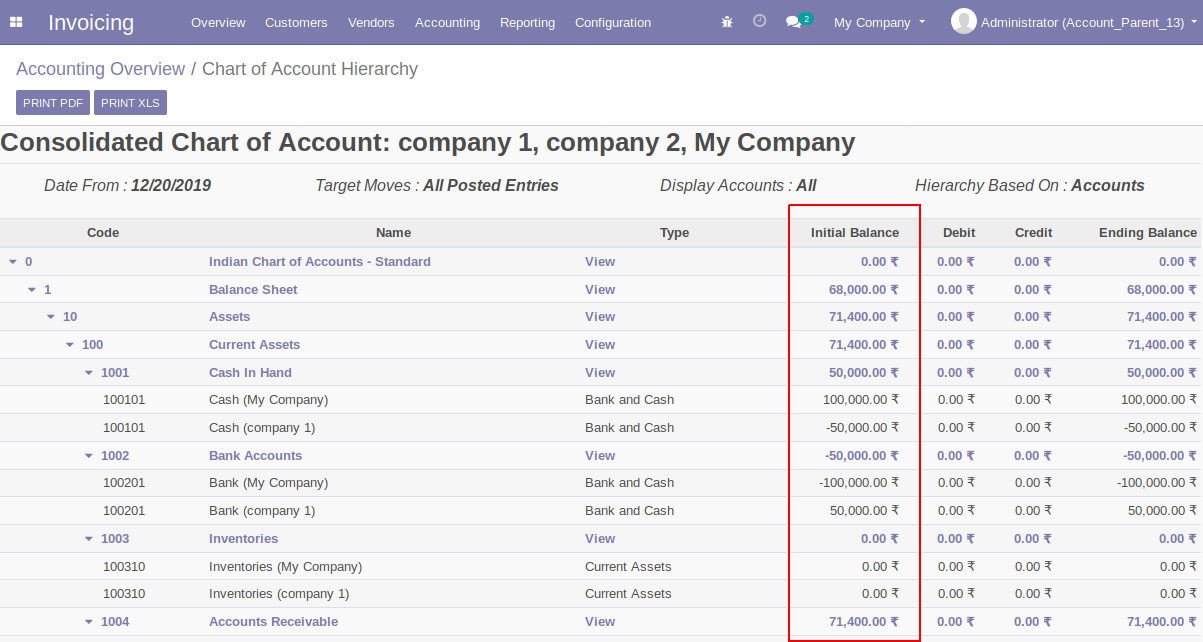 Invoicing Overview Customers Vendors Accounting Reporting Configuration 2 My Company Administrator (Account_Parent_13)
Accounting Overview / Chart of Account Hierarchy
PRINT PDF PRINT XLS
Consolidated Chart of Account: company 1, company 2, My Company
Date From : 12/20/2019 Target Moves : All Posted Entries Display Accounts : All Hierarchy Based On : Accounts
Code Name Type Initial Balance Debit Credit Ending Balance
0 Indian Chart of Accounts - Standard View 0.00 ₹ 0.00 ₹ 0.00 ₹ 0.00 ₹
1 Balance Sheet View 68,000.00 ₹ 0.00 ₹ 0.00 ₹ 68,000.00 ₹
10 Assets View 71,400.00 ₹ 0.00 ₹ 0.00 ₹ 71,400.00 ₹
100 Current Assets View 71,400.00 ₹ 0.00 ₹ 0.00 ₹ 71,400.00 ₹
1001 Cash In Hand View 50,000.00 ₹ 0.00 ₹ 0.00 ₹ 50,000.00 ₹
100101 Cash (My Company) Bank and Cash 100,000.00 ₹ 0.00 ₹ 0.00 ₹ 100,000.00 ₹
100101 Cash (company 1) Bank and Cash -50,000.00 ₹ 0.00 ₹ 0.00 ₹ -50,000.00 ₹
1002 Bank Accounts View -50,000.00 ₹ 0.00 ₹ 0.00 ₹ -50,000.00 ₹
100201 Bank (My Company) Bank and Cash -100,000.00 ₹ 0.00 ₹ 0.00 ₹ -100,000.00 ₹
100201 Bank (company 1) Bank and Cash 50,000.00 ₹ 0.00 ₹ 0.00 ₹ 50,000.00 ₹
1003 Inventories View 0.00 ₹ 0.00 ₹ 0.00 ₹ 0.00 ₹
100310 Inventories (My Company) Current Assets 0.00 ₹ 0.00 ₹ 0.00 ₹ 0.00 ₹
100310 Inventories (company 1) Current Assets 0.00 ₹ 0.00 ₹ 0.00 ₹ 0.00 ₹
1004 Accounts Receivable View 71,400.00 ₹ 0.00 ₹ 0.00 ₹ 71,400.00 ₹